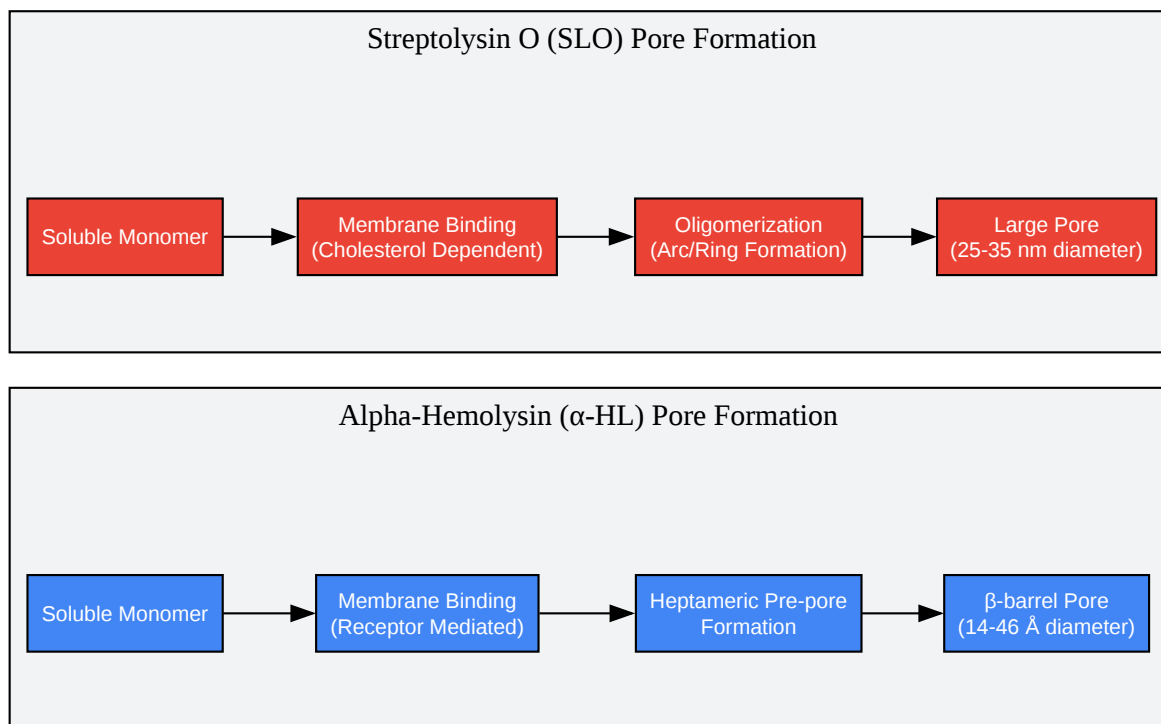 Streptolysin O (SLO) Pore Formation
Soluble Monomer
Membrane Binding
(Cholesterol Dependent)
Oligomerization
(Arc/Ring Formation)
Large Pore
(25-35 nm diameter)
Alpha-Hemolysin (α-HL) Pore Formation
Soluble Monomer
Membrane Binding
(Receptor Mediated)
Heptameric Pre-pore
Formation
β-barrel Pore
(14-46 Å diameter)